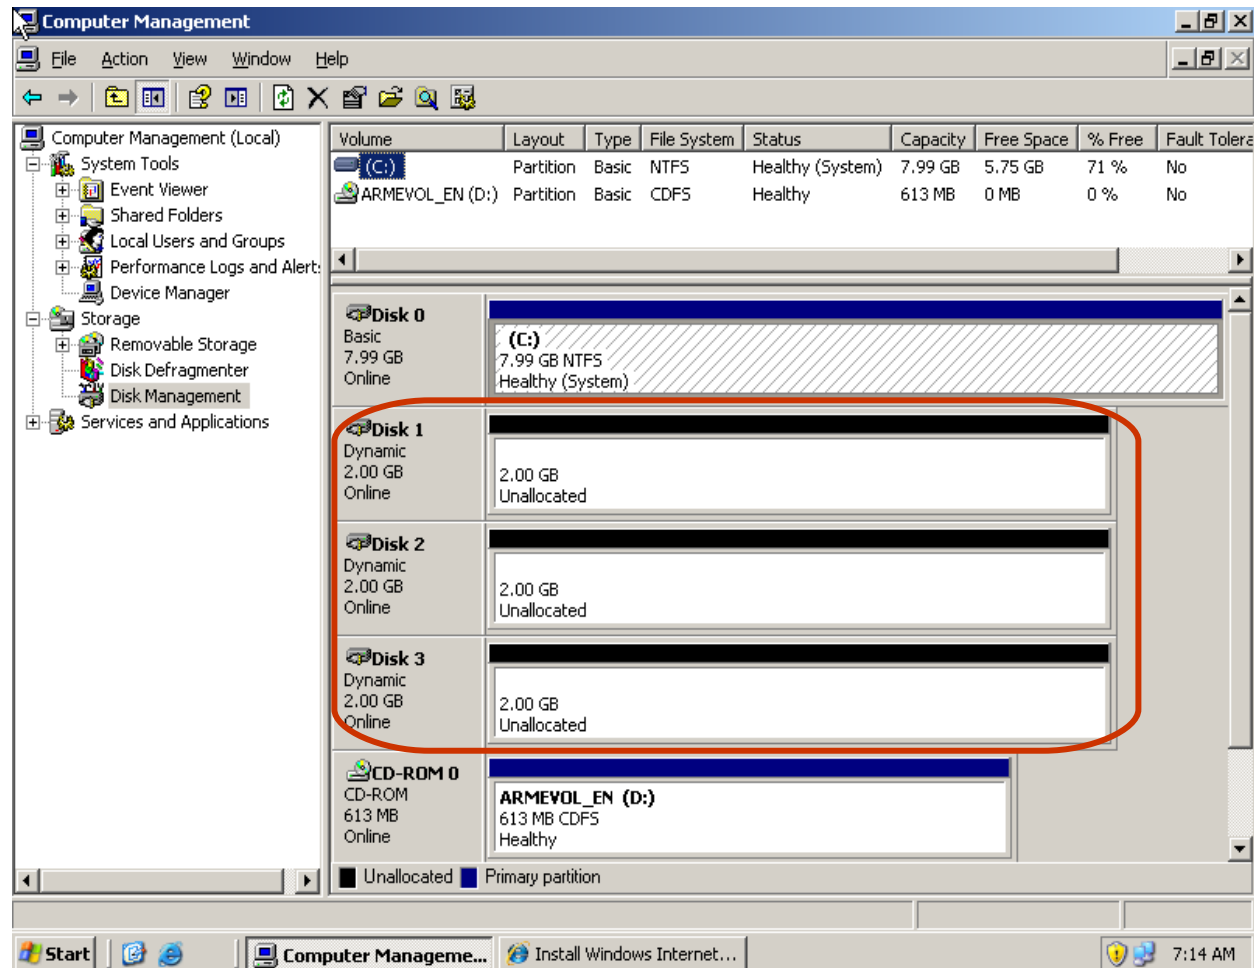 Computer Management
File Action View Window Help
Computer Management (Local)
System Tools
Event Viewer
Shared Folders
Local Users and Groups
Performance Logs and Alert
Device Manager
Storage
Removable Storage
Disk Defragmenter
Disk Management
Services and Applications
Volume Layout Type File System Status Capacity Free Space % Free Fault Tolera
(C:) Partition Basic NTFS Healthy (System) 7.99 GB 5.75 GB 71 % No
ARMEVOL_EN (D:) Partition Basic CDFS Healthy 613 MB 0 MB 0 % No
Disk 0
Basic
7.99 GB
Online
(C:)
7.99 GB NTFS
Healthy (System)
Disk 1
Dynamic
2.00 GB
Online
2.00 GB
Unallocated
Disk 2
Dynamic
2.00 GB
Online
2.00 GB
Unallocated
Disk 3
Dynamic
2.00 GB
Online
2.00 GB
Unallocated
CD-ROM 0
CD-ROM
613 MB
Online
ARMEVOL_EN (D:)
613 MB CDFS
Healthy
Unallocated Primary partition
Start Computer Manageme... Install Windows Internet... 7:14 AM